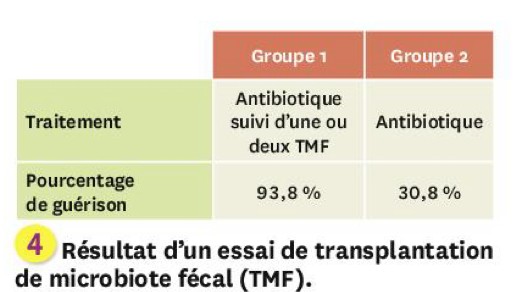 Groupe 1 Groupe 2
Traitement
Antibiotique
suivi d'une ou
deux TMF
Antibiotique
Pourcentage
de guérison
93,8 %
30,8 %
4 Résultat d'un essai de transplantation
de microbiote fécal (TMF).